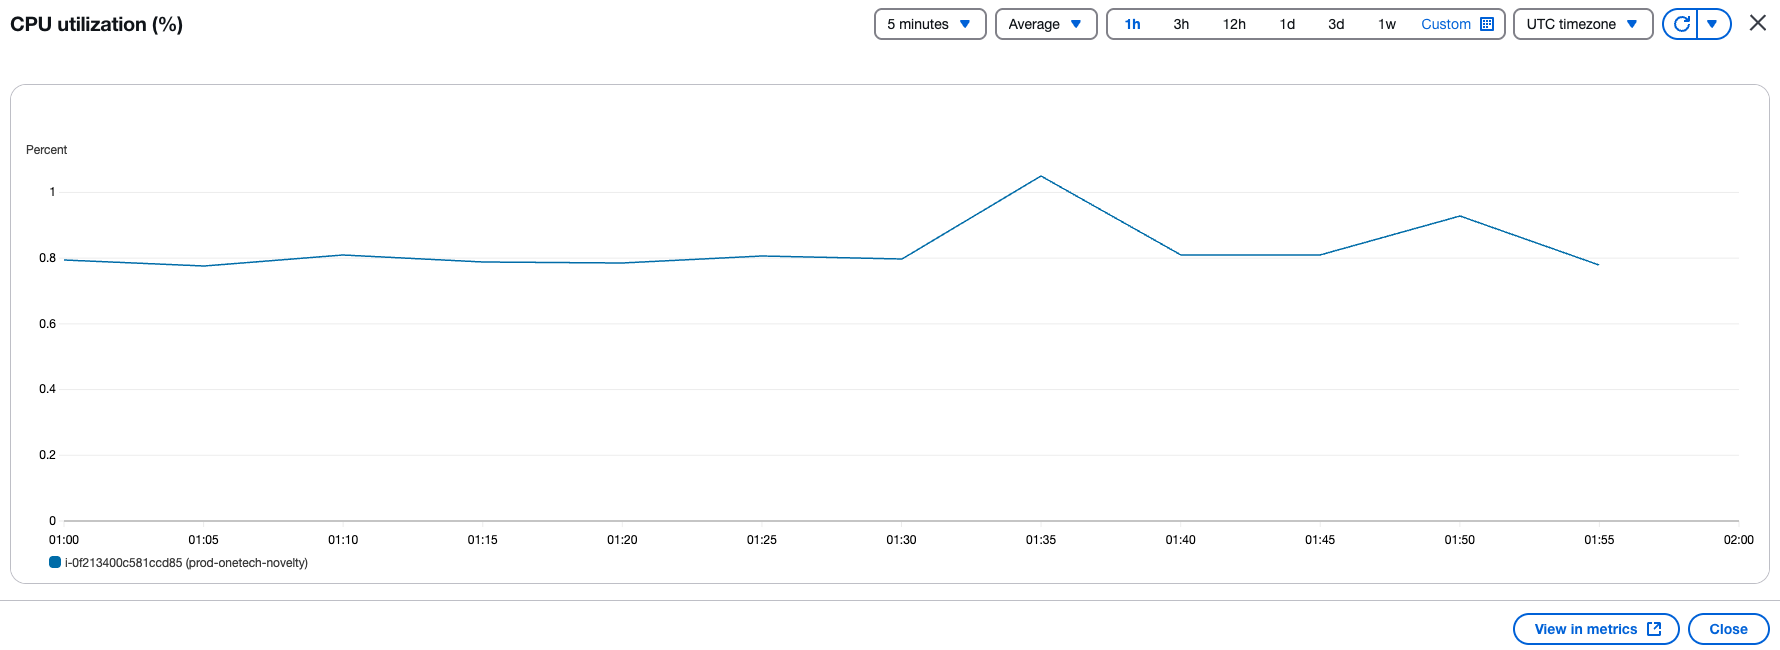 CPU utilization (%)
5 minutes
Average
1h 3h 12h 1d 3d 1w Custom
UTC timezone
Percent
1
0.8
0.6
0.4
0.2
0
01:00 01:05 01:10 01:15 01:20 01:25 01:30 01:35 01:40 01:45 01:50 01:55 02:00
i-0f213400c581ccd85 (prod-onetech-novelty)
View in metrics
Close